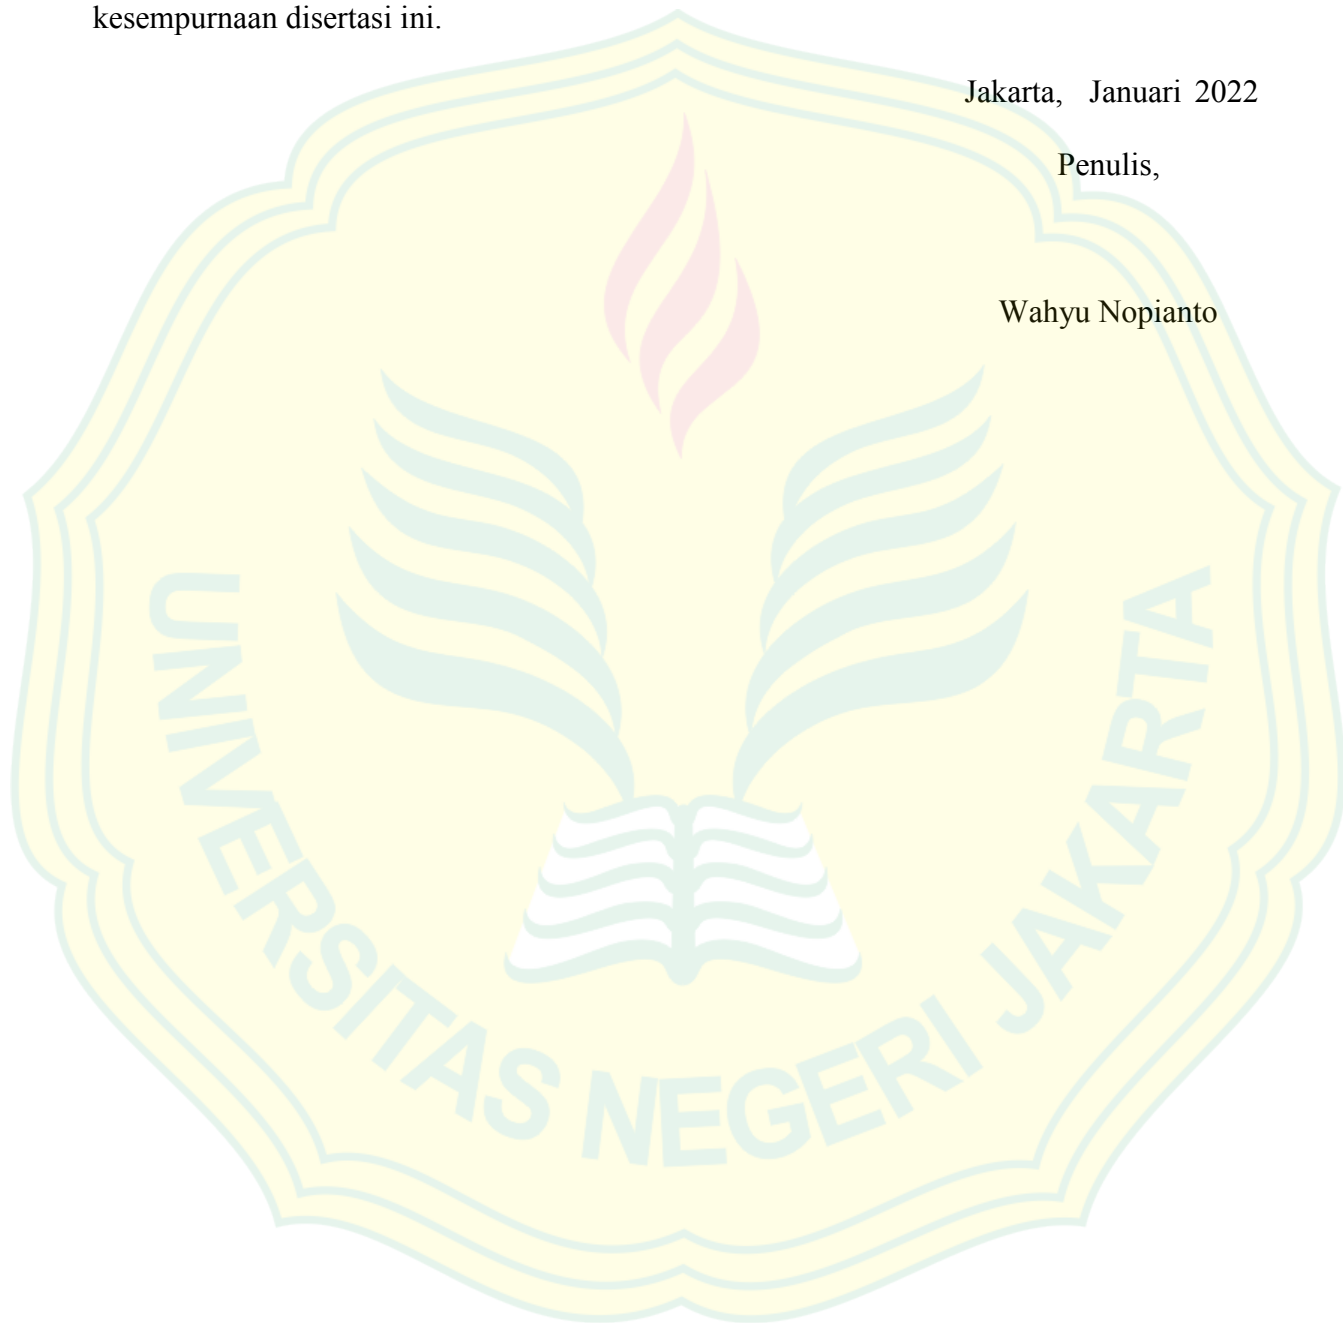 kesempurnaan disertasi ini.
Jakarta, Januari 2022
Penulis,
Wahyu Nopianto
UNIVERSITAS NEGERI JAKARTA